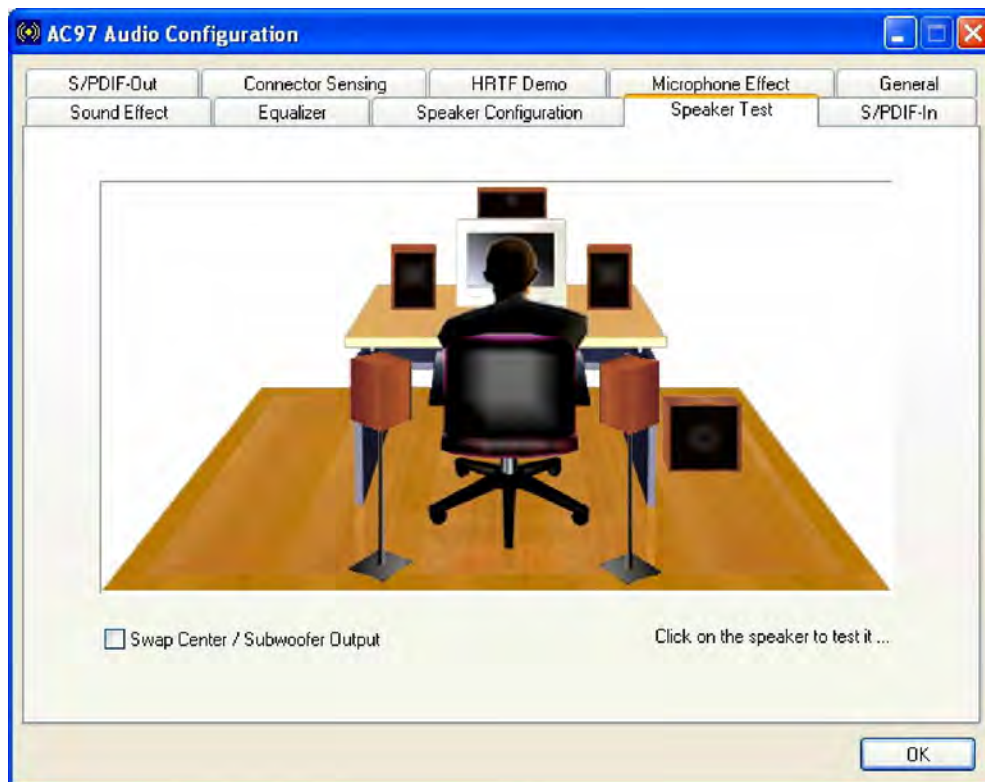 AC97 Audio Configuration
S/PDIF-Out
Connector Sensing
HRTF Demo
Microphone Effect
General
Sound Effect
Equalizer
Speaker Configuration
Speaker Test
S/PDIF-In
Swap Center / Subwoofer Output
Click on the speaker to test it ...
OK